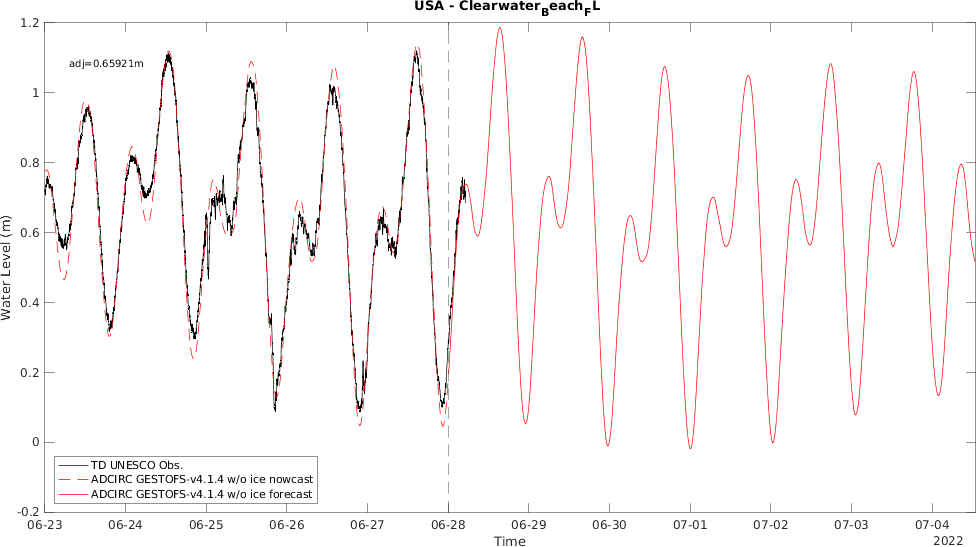 USA - Clearwater_Beach_FL
adj=0.65921m
1.2
1
0.8
0.6
0.4
0.2
0
-0.2
Water Level (m)
TD UNESCO Obs.
ADCIRC GESTOFS-v4.1.4 w/o ice nowcast
ADCIRC GESTOFS-v4.1.4 w/o ice forecast
06-23 06-24 06-25 06-26 06-27 06-28 06-29 06-30 07-01 07-02 07-03 07-04
Time
2022